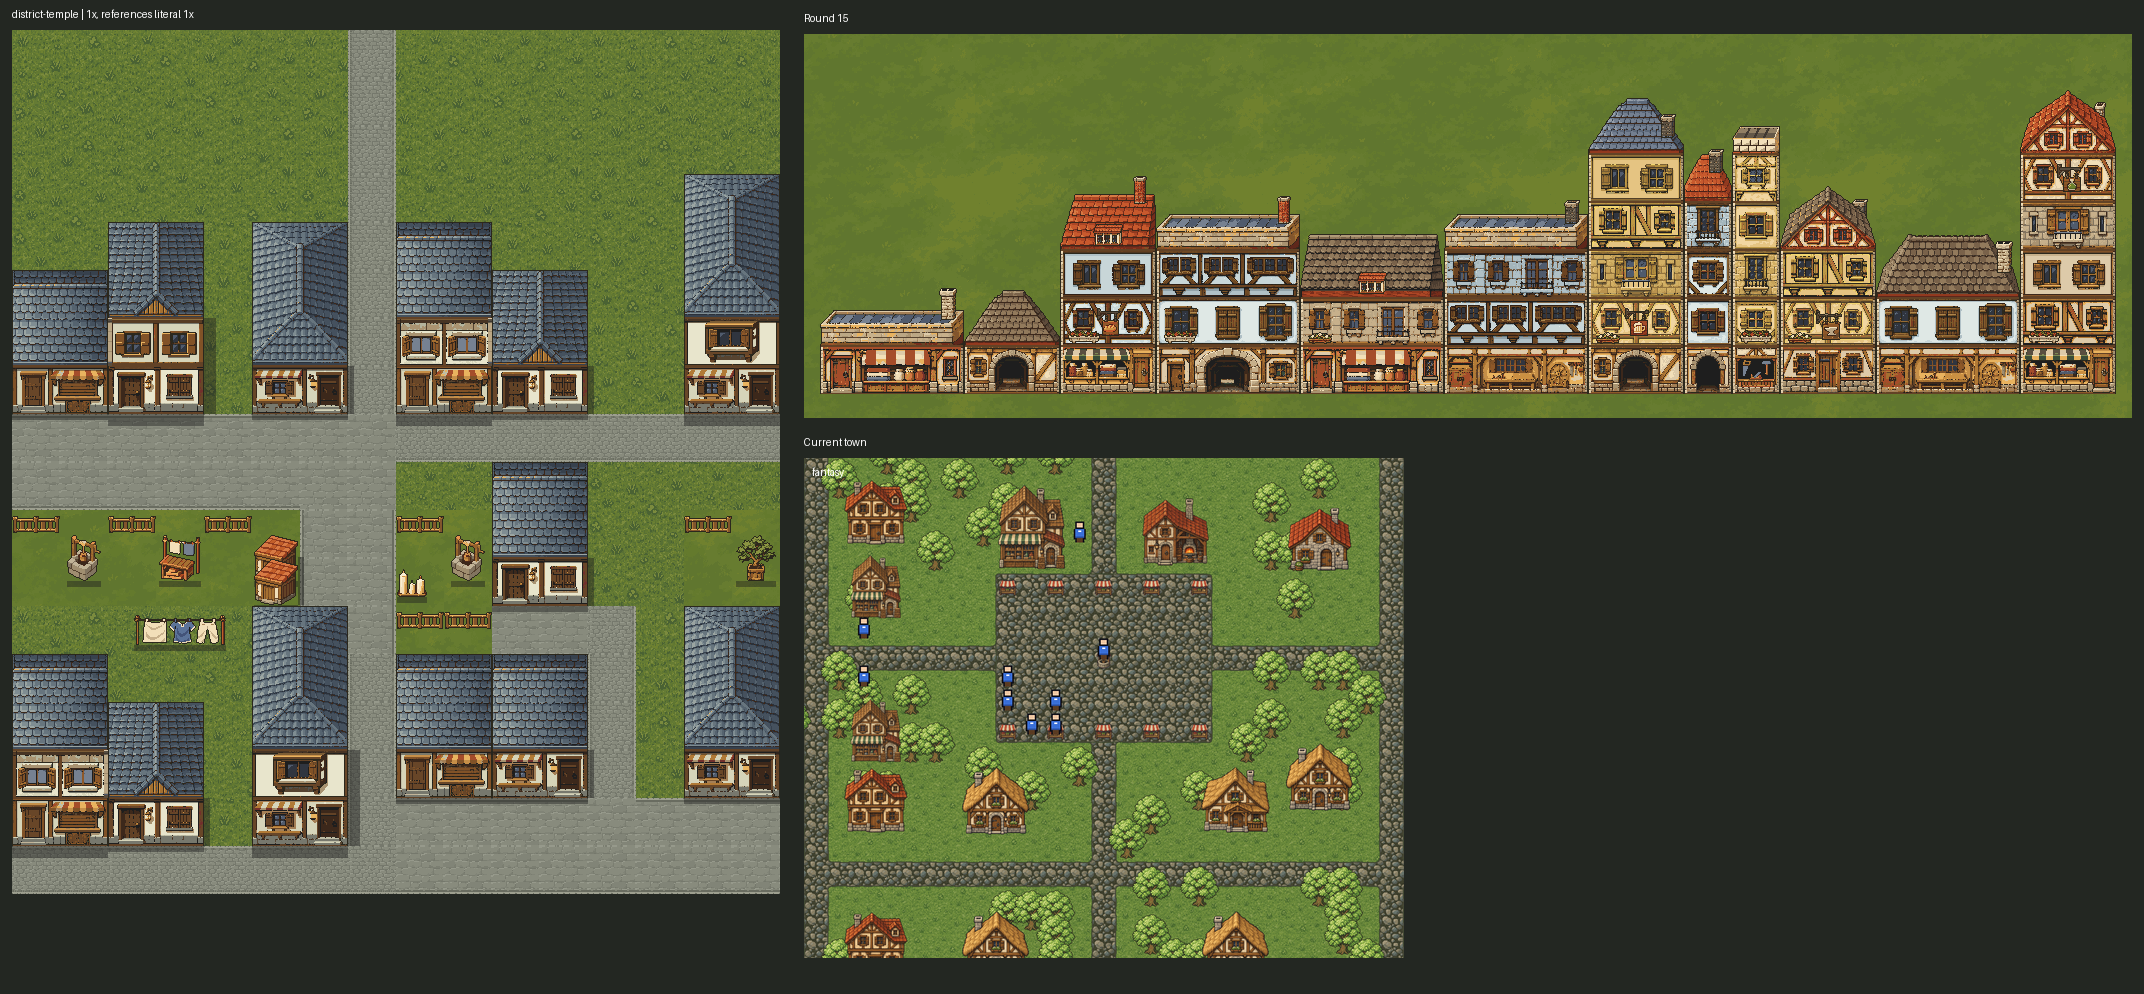 district-temple | 1x, references literal 1x
Round 15
Current town
fantasy